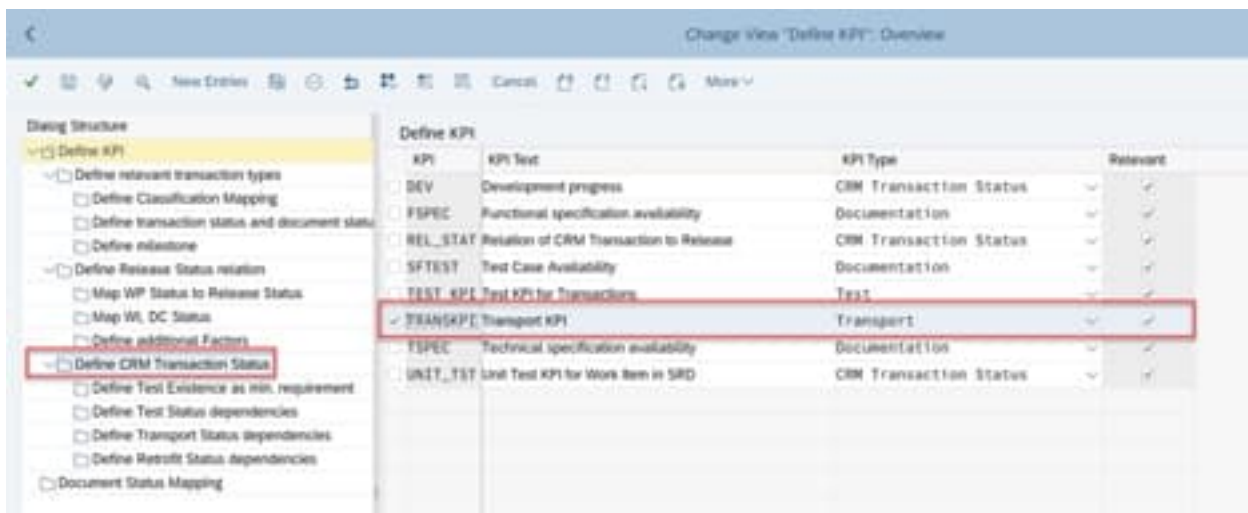 Change View "Define KPI": Overview
New Entries Cancel More
Dialog Structure
Define KPI
Define relevant transaction types
Define Classification Mapping
Define transaction status and document statu
Define milestone
Define Release Status relation
Map WP Status to Release Status
Map WI, DC Status
Define additional Factors
Define CRM Transaction Status
Define Test Existence as min. requirement
Define Test Status dependencies
Define Transport Status dependencies
Define Retrofit Status dependencies
Document Status Mapping
Define KPI
KPI KPI Text KPI Type Relevant
DEV Development progress CRM Transaction Status
FSPEC Functional specification availability Documentation
REL_STAT Relation of CRM Transaction to Release CRM Transaction Status
SFTEST Test Case Availability Documentation
TEST_KPI Test KPI for Transactions Test
TRANSKPI Transport KPI Transport
TSPEC Technical specification availability Documentation
UNIT_TST Unit Test KPI for Work Item in SRD CRM Transaction Status